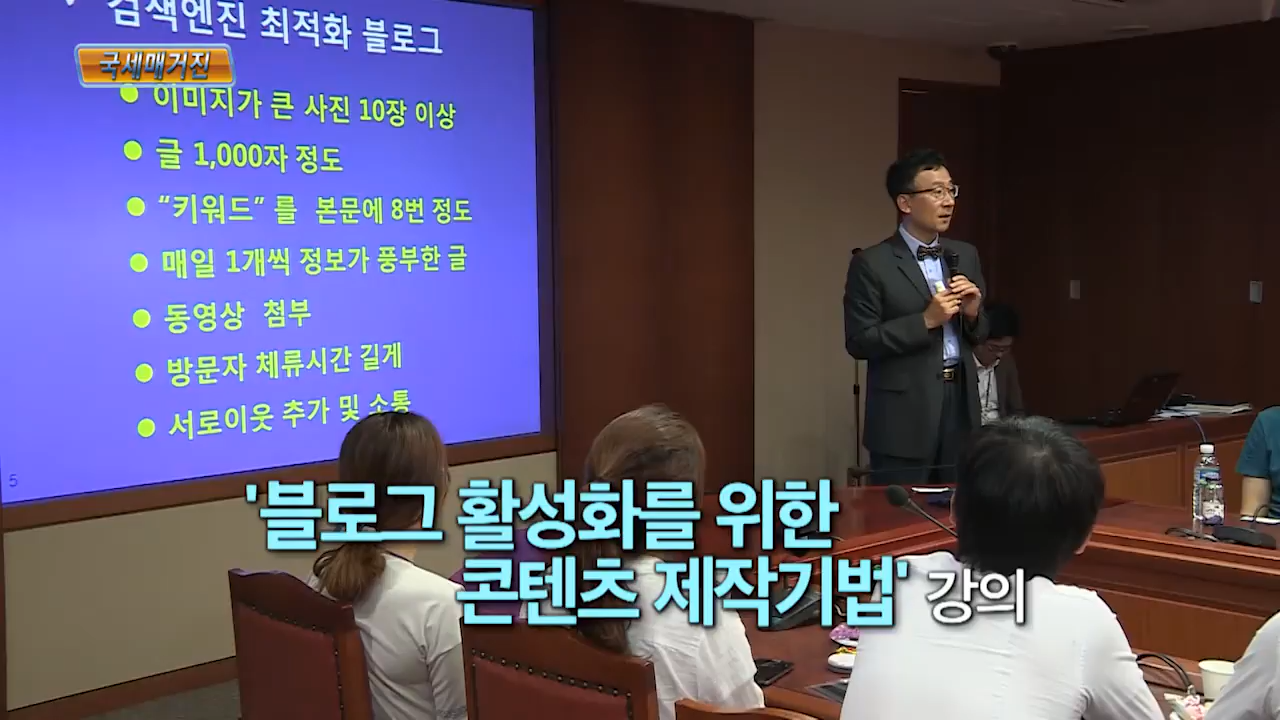 검색엔진 최적화 블로그
국세매거진
이미지가 큰 사진 10장 이상
글 1,000자 정도
“키워드” 를 본문에 8번 정도
매일 1개씩 정보가 풍부한 글
동영상 첨부
방문자 체류시간 길게
서로이웃 추가 및 소통
5
'블로그 활성화를 위한
콘텐츠 제작기법' 강의